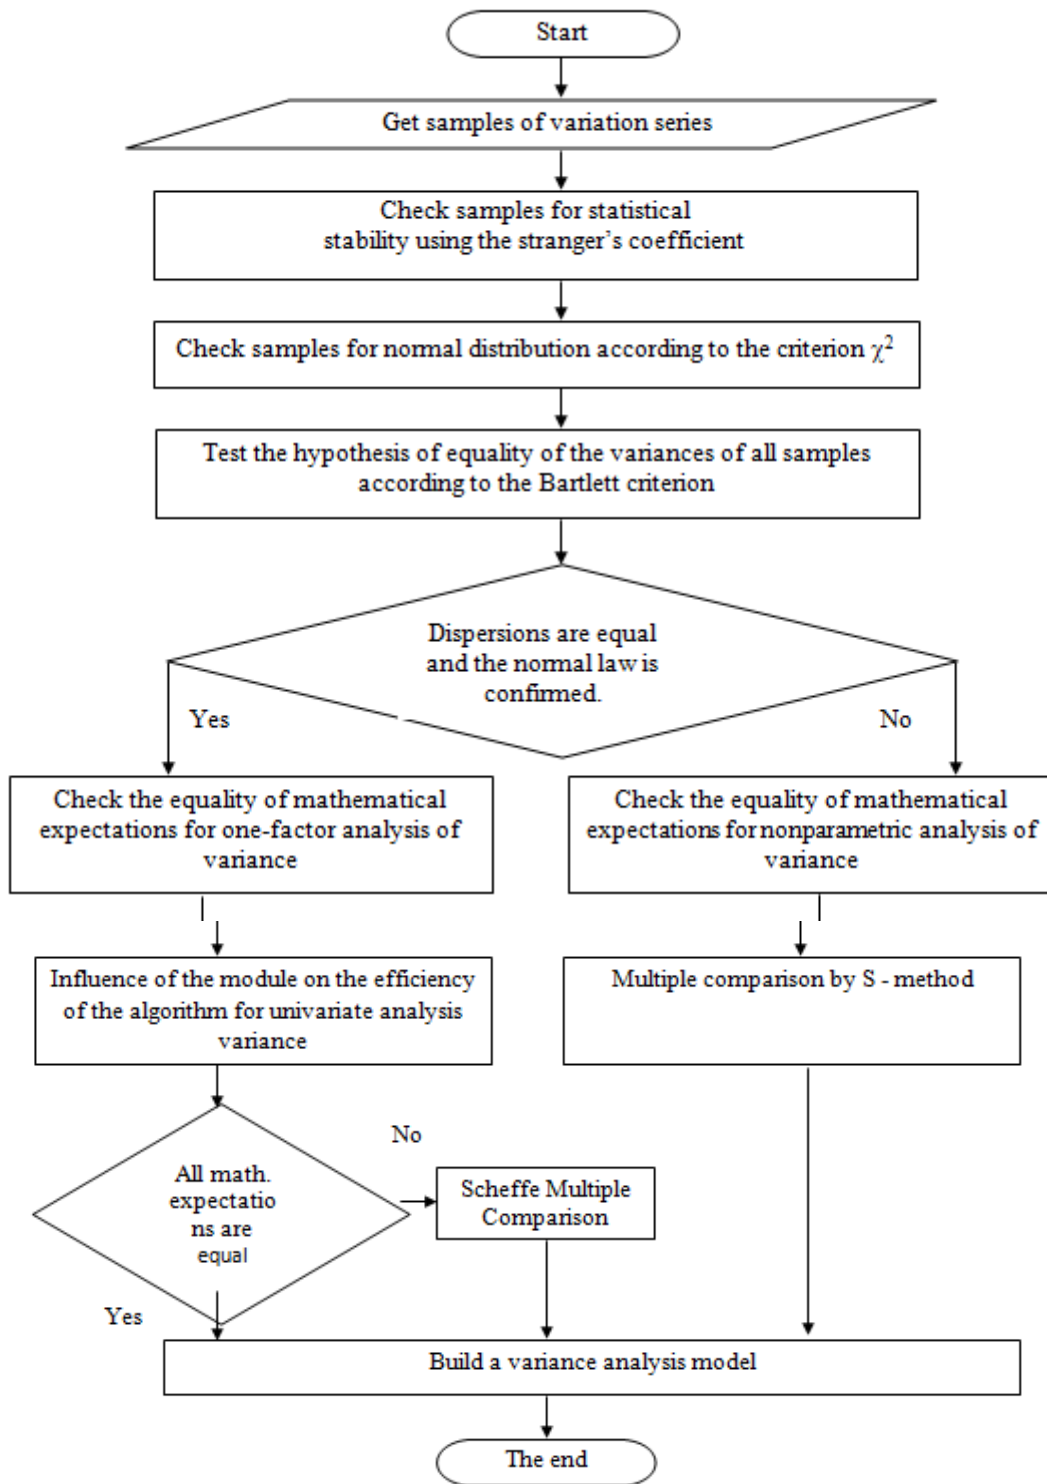 Start
Get samples of variation series
Check samples for statistical
stability using the stranger’s coefficient
Check samples for normal distribution according to the criterion χ²
Test the hypothesis of equality of the variances of all samples
according to the Bartlett criterion
Dispersions are equal
and the normal law is
confirmed.
Yes
No
Check the equality of mathematical
expectations for one-factor analysis of
variance
Check the equality of mathematical
expectations for nonparametric analysis of
variance
Influence of the module on the efficiency
of the algorithm for univariate analysis
variance
Multiple comparison by S - method
No
All math.
expectatio
ns are
equal
Scheffe Multiple
Comparison
Yes
Build a variance analysis model
The end